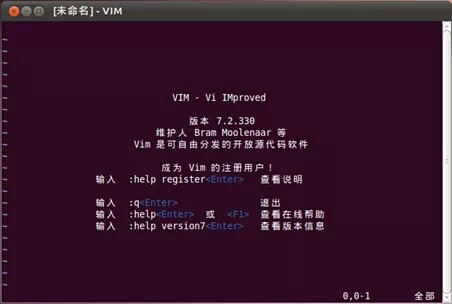 [未命名] - VIM
~
~
~
~
~
VIM - Vi IMproved
~
~
版本 7.2.330
~
维护人 Bram Moolenaar 等
~
Vim 是可自由分发的开放源代码软件
~
~
成为 Vim 的注册用户！
~
输入 :help register<Enter> 查看说明
~
~
输入 :q<Enter> 退出
~
输入 :help<Enter> 或 <F1> 查看在线帮助
~
输入 :help version7<Enter> 查看版本信息
~
~
~
~
~
0,0-1 全部